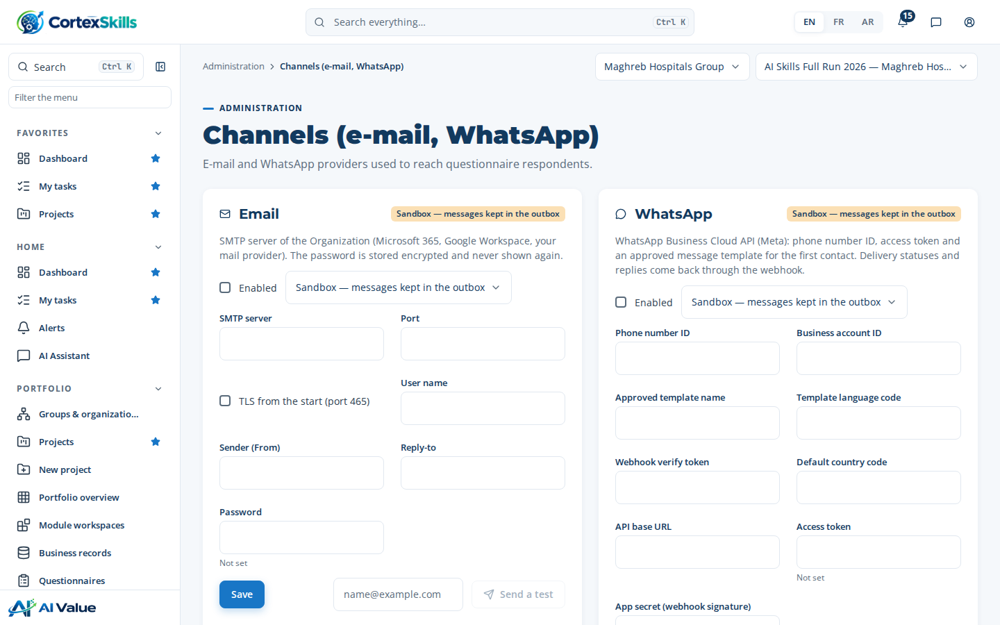 CortexSkills
Search everything...
Ctrl K
EN
FR
AR
15
Search
Ctrl K
Filter the menu
FAVORITES
Dashboard
My tasks
Projects
HOME
Dashboard
My tasks
Alerts
AI Assistant
PORTFOLIO
Groups & organizatio...
Projects
New project
Portfolio overview
Module workspaces
Business records
Questionnaires
AI AI Value
Administration > Channels (e-mail, WhatsApp)
Maghreb Hospitals Group
AI Skills Full Run 2026 — Maghreb Hos...
ADMINISTRATION
Channels (e-mail, WhatsApp)
E-mail and WhatsApp providers used to reach questionnaire respondents.
Email
Sandbox — messages kept in the outbox
SMTP server of the Organization (Microsoft 365, Google Workspace, your
mail provider). The password is stored encrypted and never shown again.
Enabled
Sandbox — messages kept in the outbox
SMTP server
Port
TLS from the start (port 465)
User name
Sender (From)
Reply-to
Password
Not set
Save
name@example.com
Send a test
WhatsApp
Sandbox — messages kept in the outbox
WhatsApp Business Cloud API (Meta): phone number ID, access token and
an approved message template for the first contact. Delivery statuses and
replies come back through the webhook.
Enabled
Sandbox — messages kept in the outbox
Phone number ID
Business account ID
Approved template name
Template language code
Webhook verify token
Default country code
API base URL
Access token
Not set
App secret (webhook signature)